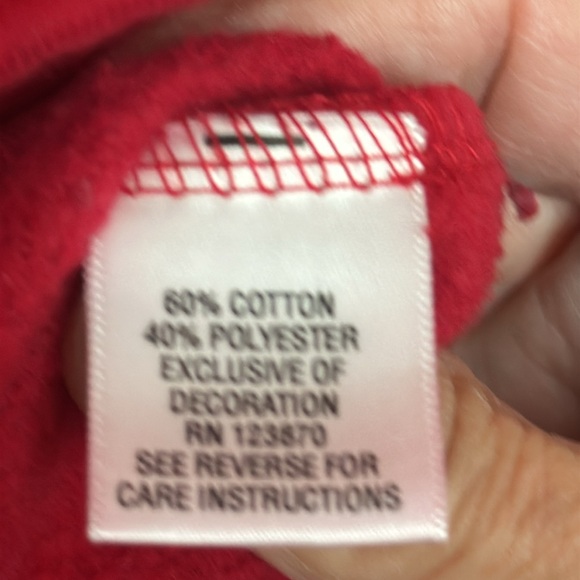 60% COTTON
40% POLYESTER
EXCLUSIVE OF
DECORATION
RN 123870
SEE REVERSE FOR
CARE INSTRUCTIONS